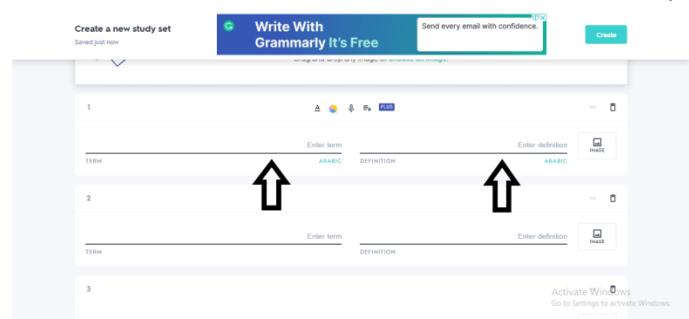 Create a new study set
Saved just now
Write With
Grammarly It's Free
Send every email with confidence.
Create
Drag and drop any image or choose an image.
1
PLUS
Enter term
TERM
ARABIC
Enter definition
DEFINITION
ARABIC
IMAGE
2
Enter term
TERM
Enter definition
DEFINITION
IMAGE
3
Activate Windows
Go to Settings to activate Windows.